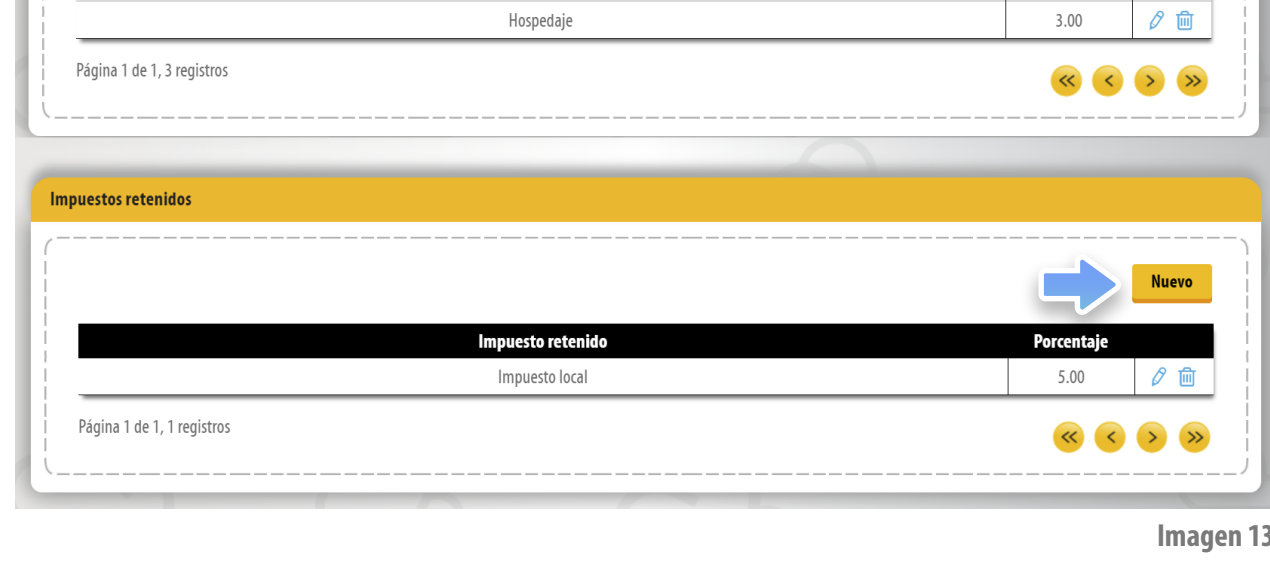 Hospedaje 3.00
Página 1 de 1, 3 registros
Impuestos retenidos
Nuevo
Impuesto retenido Porcentaje
Impuesto local 5.00
Página 1 de 1, 1 registros
Imagen 13